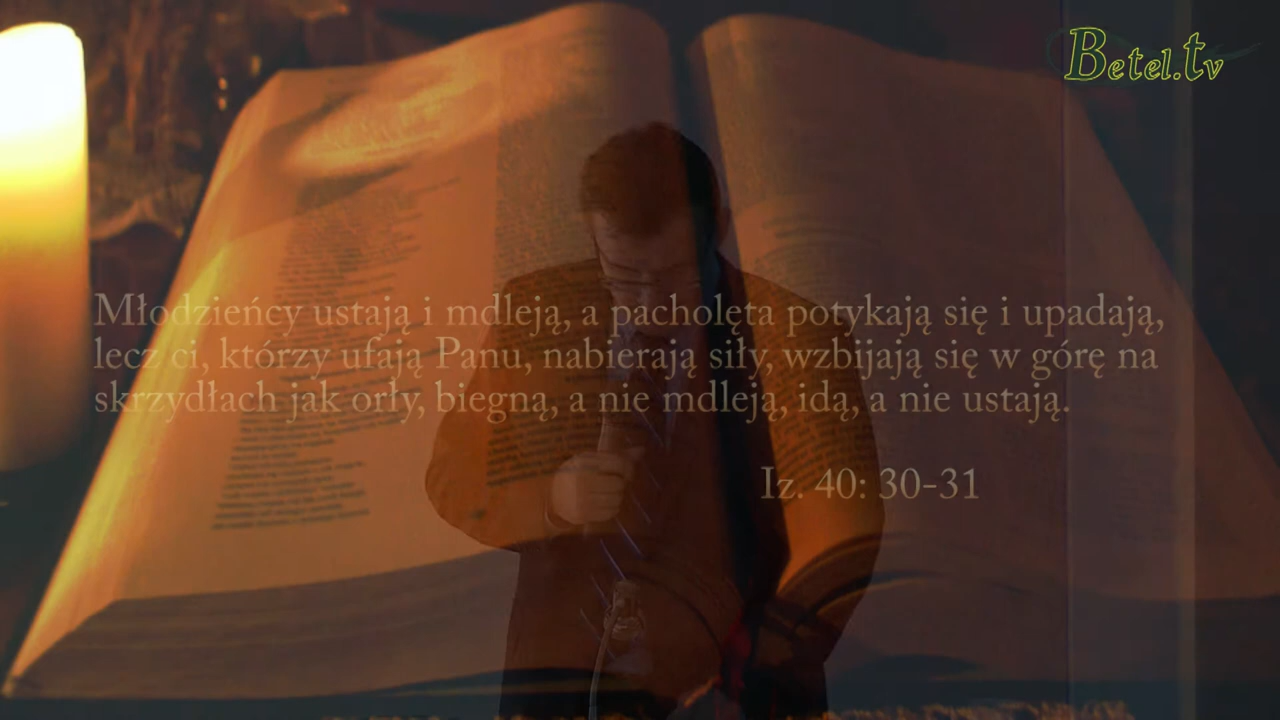 Betel.tv
Młodzieńcy ustają i mdleją, a pacholęta potykają się i upadają,
lecz ci, którzy ufają Panu, nabierają siły, wzbijają się w górę na
skrzydłach jak orły, biegną, a nie mdleją, idą, a nie ustają.
Iz. 40: 30-31